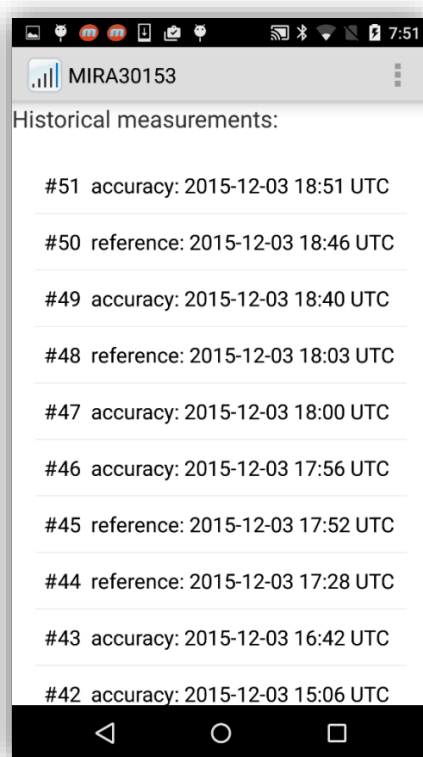 7:51
MIRA30153
Historical measurements:
#51 accuracy: 2015-12-03 18:51 UTC
#50 reference: 2015-12-03 18:46 UTC
#49 accuracy: 2015-12-03 18:40 UTC
#48 reference: 2015-12-03 18:03 UTC
#47 accuracy: 2015-12-03 18:00 UTC
#46 accuracy: 2015-12-03 17:56 UTC
#45 reference: 2015-12-03 17:52 UTC
#44 reference: 2015-12-03 17:28 UTC
#43 accuracy: 2015-12-03 16:42 UTC
#42 accuracy: 2015-12-03 15:06 UTC